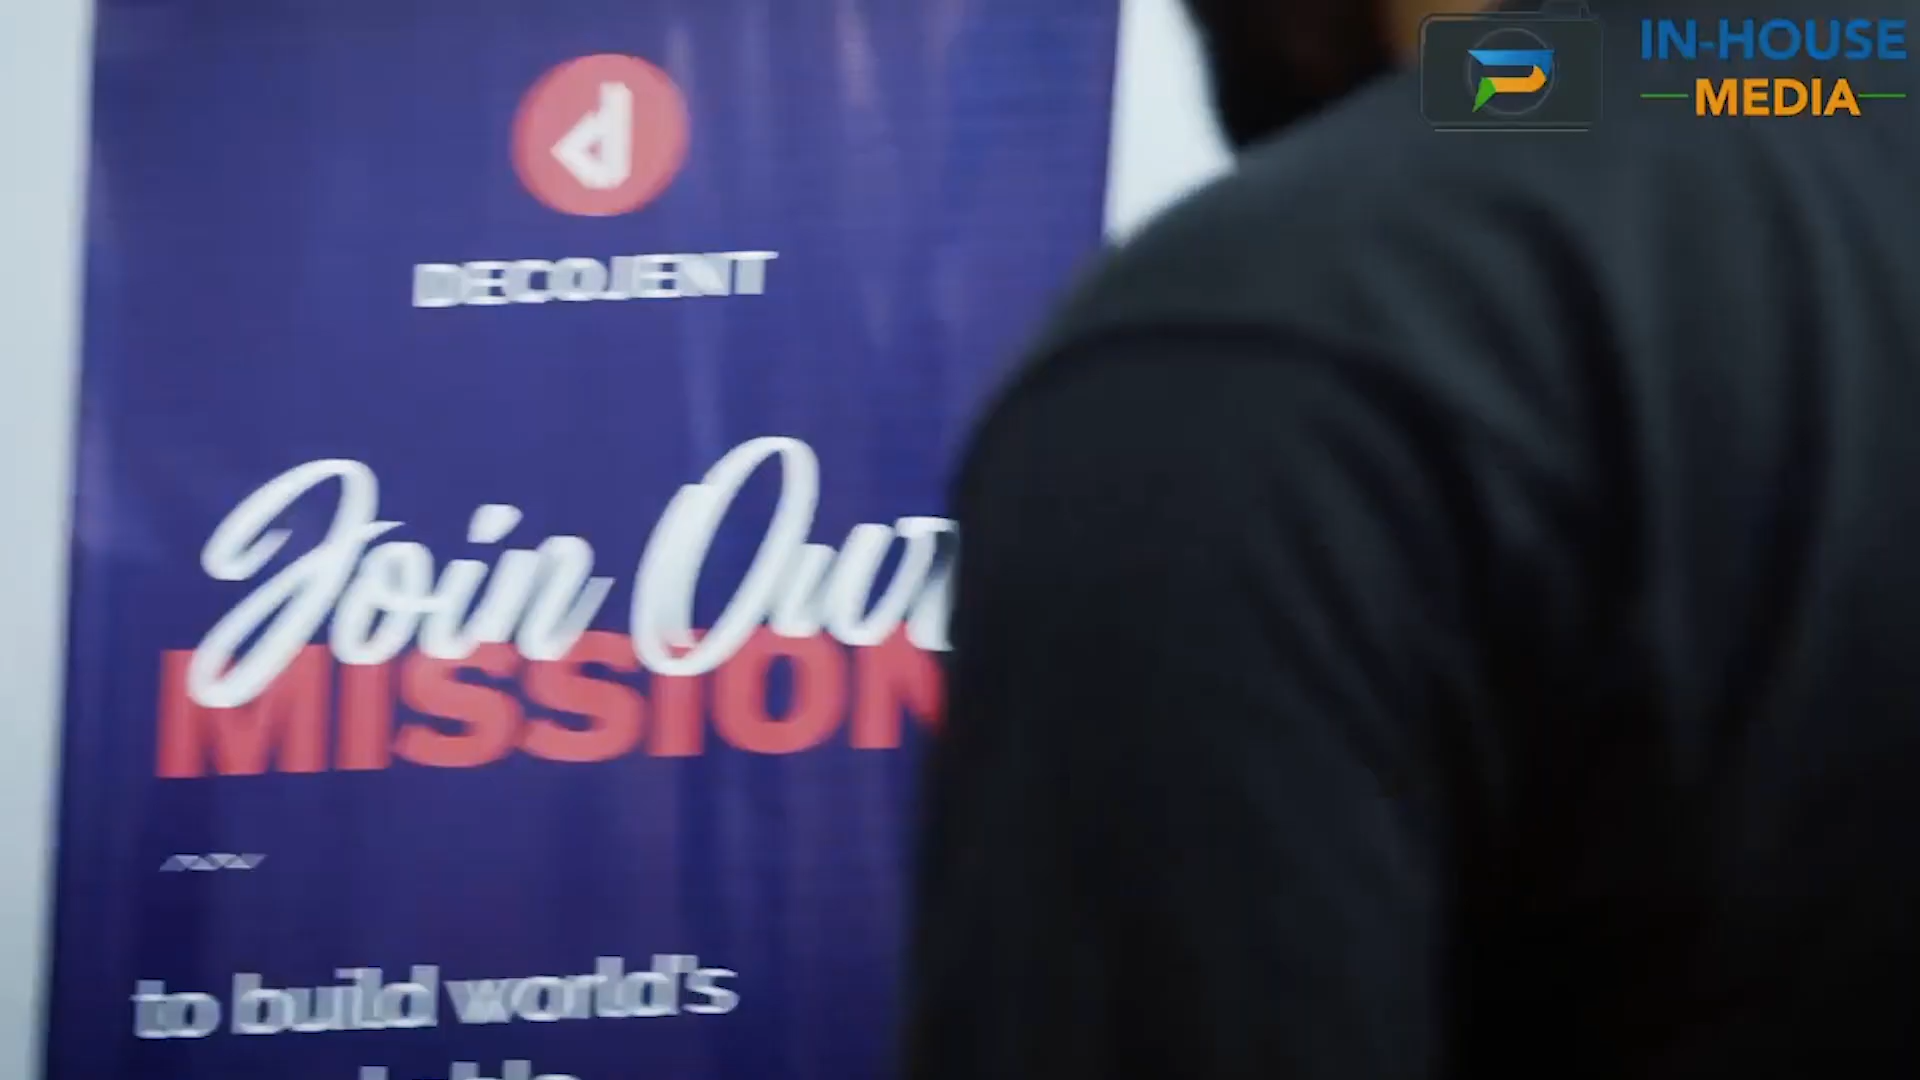 IN-HOUSE
MEDIA
DECOJENT
Join Our
MISSION
to build world's